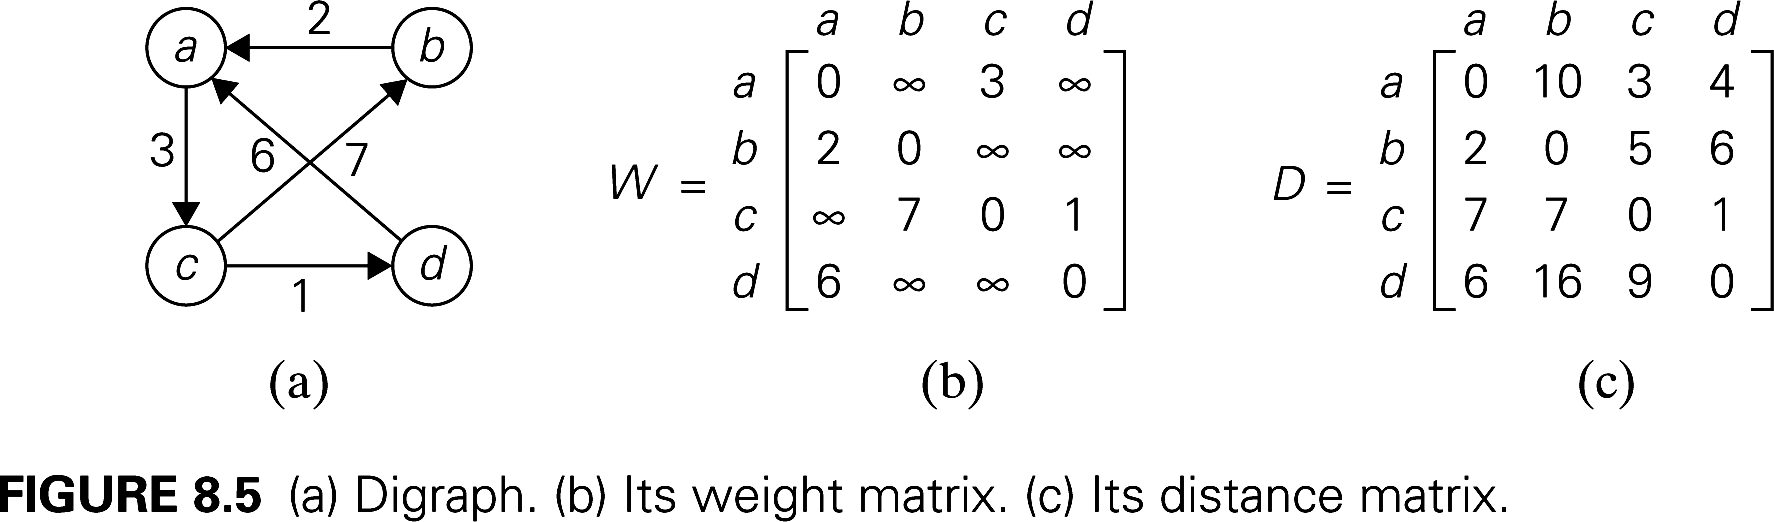 a 2 b
3 6 7
c 1 d
(a)
a b c d
W = a 0 ∞ 3 ∞
b 2 0 ∞ ∞
c ∞ 7 0 1
d 6 ∞ ∞ 0
(b)
a b c d
D = a 0 10 3 4
b 2 0 5 6
c 7 7 0 1
d 6 16 9 0
(c)
FIGURE 8.5 (a) Digraph. (b) Its weight matrix. (c) Its distance matrix.